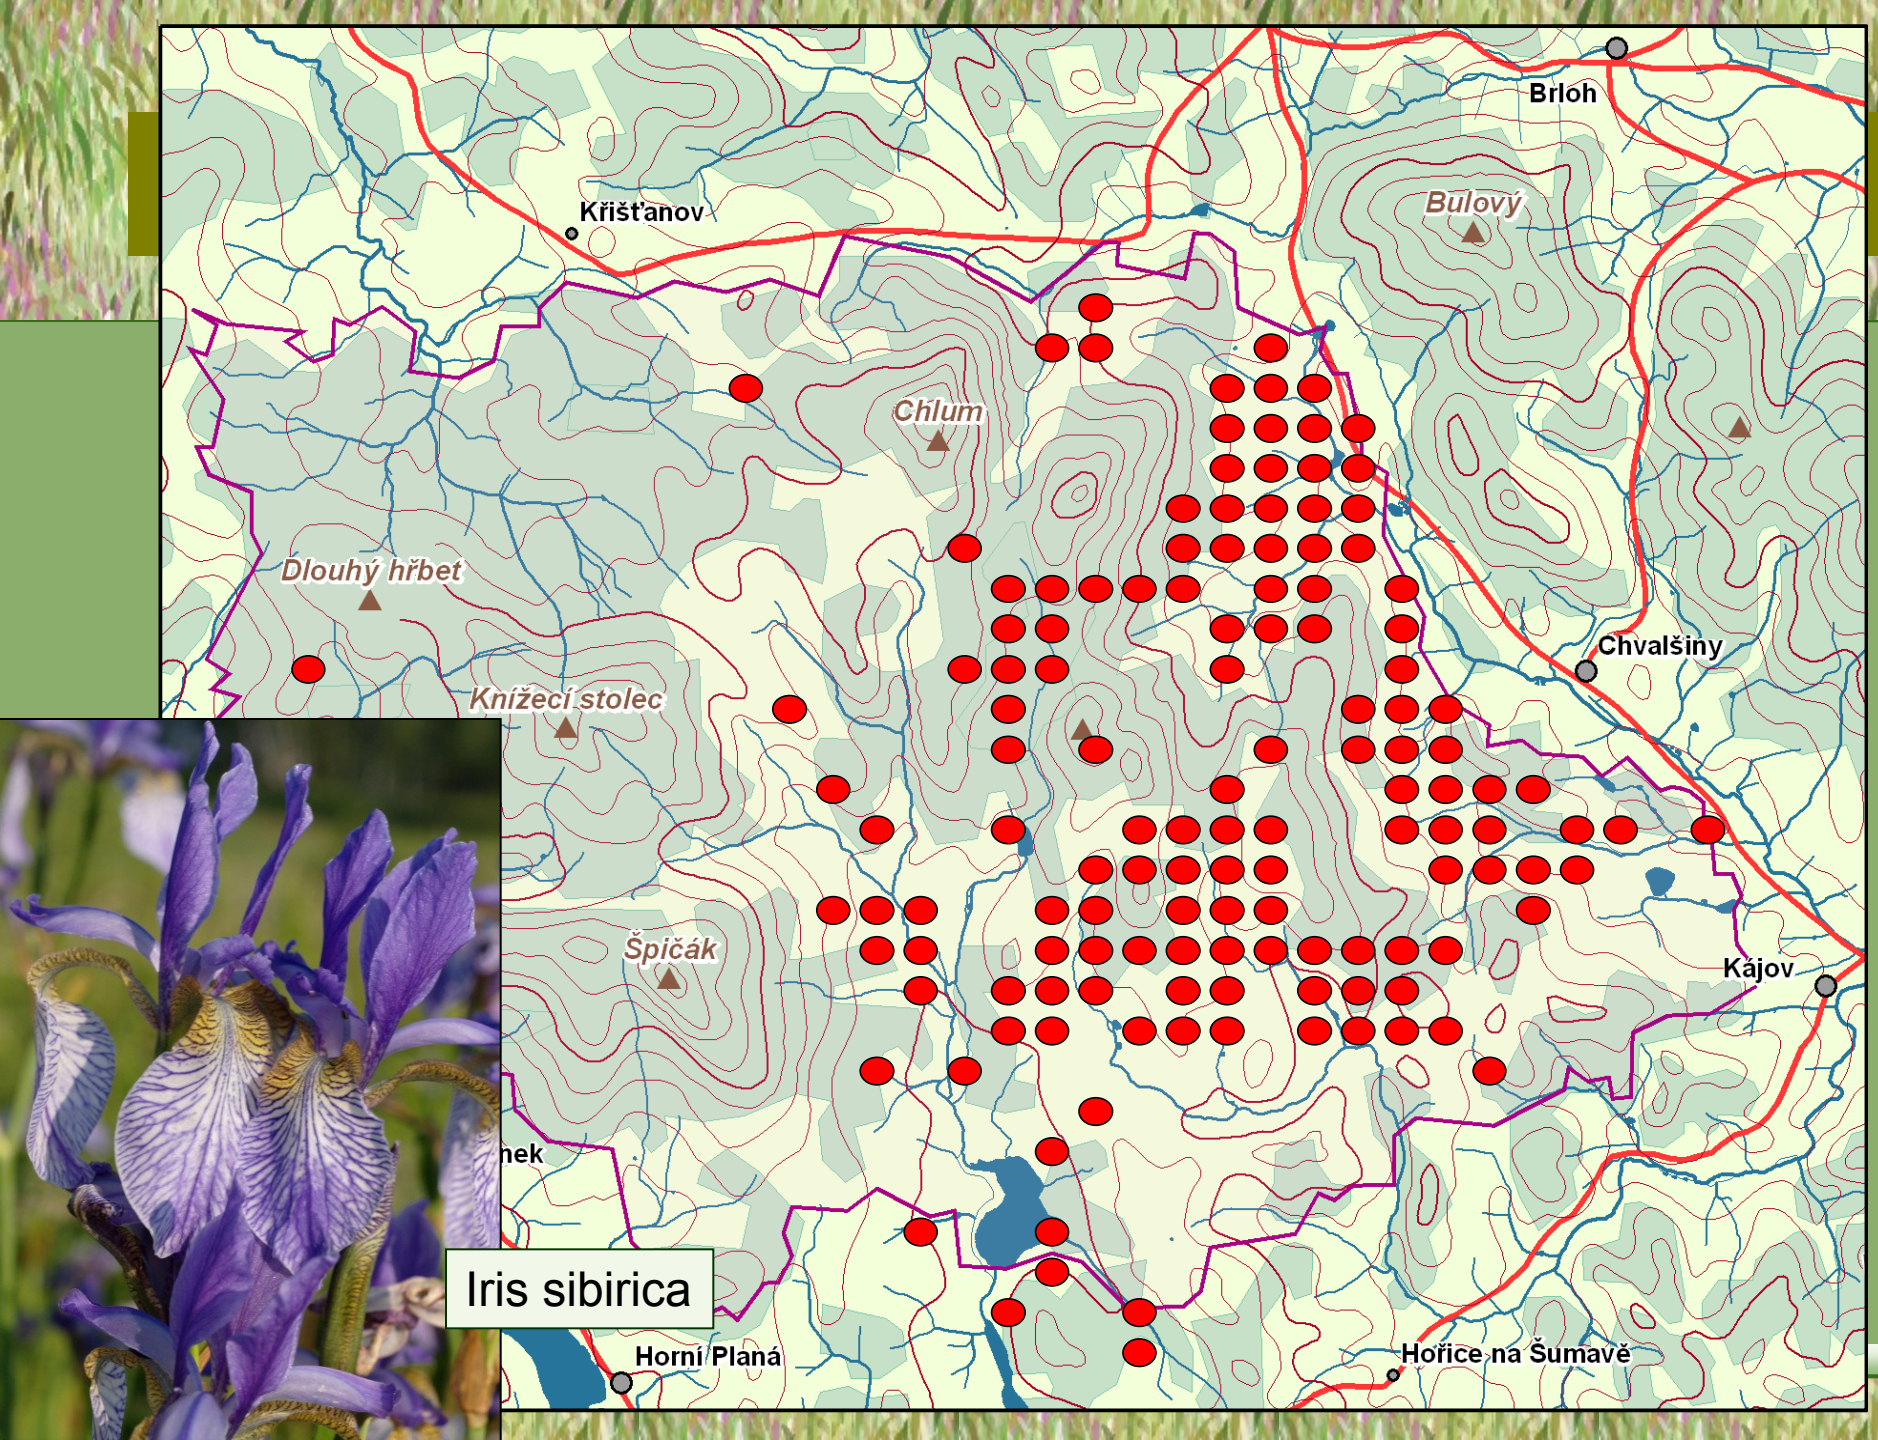 Brloh
Křišťanov
Bulový
Chlum
Dlouhý hřbet
Chvalšiny
Knížecí stolec
Špičák
Kájov
nek
Iris sibirica
Horní Planá
Hořice na Šumavě